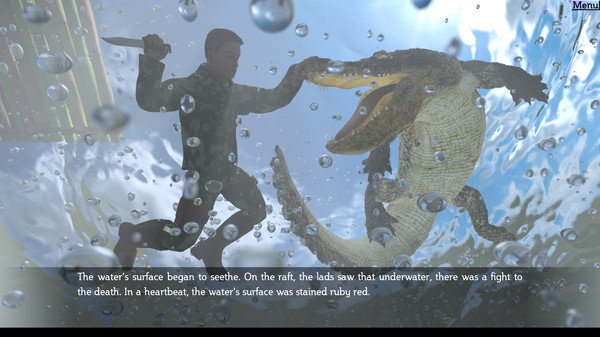 Menu
The water's surface began to seethe. On the raft, the lads saw that underwater, there was a fight to
the death. In a heartbeat, the water's surface was stained ruby red.